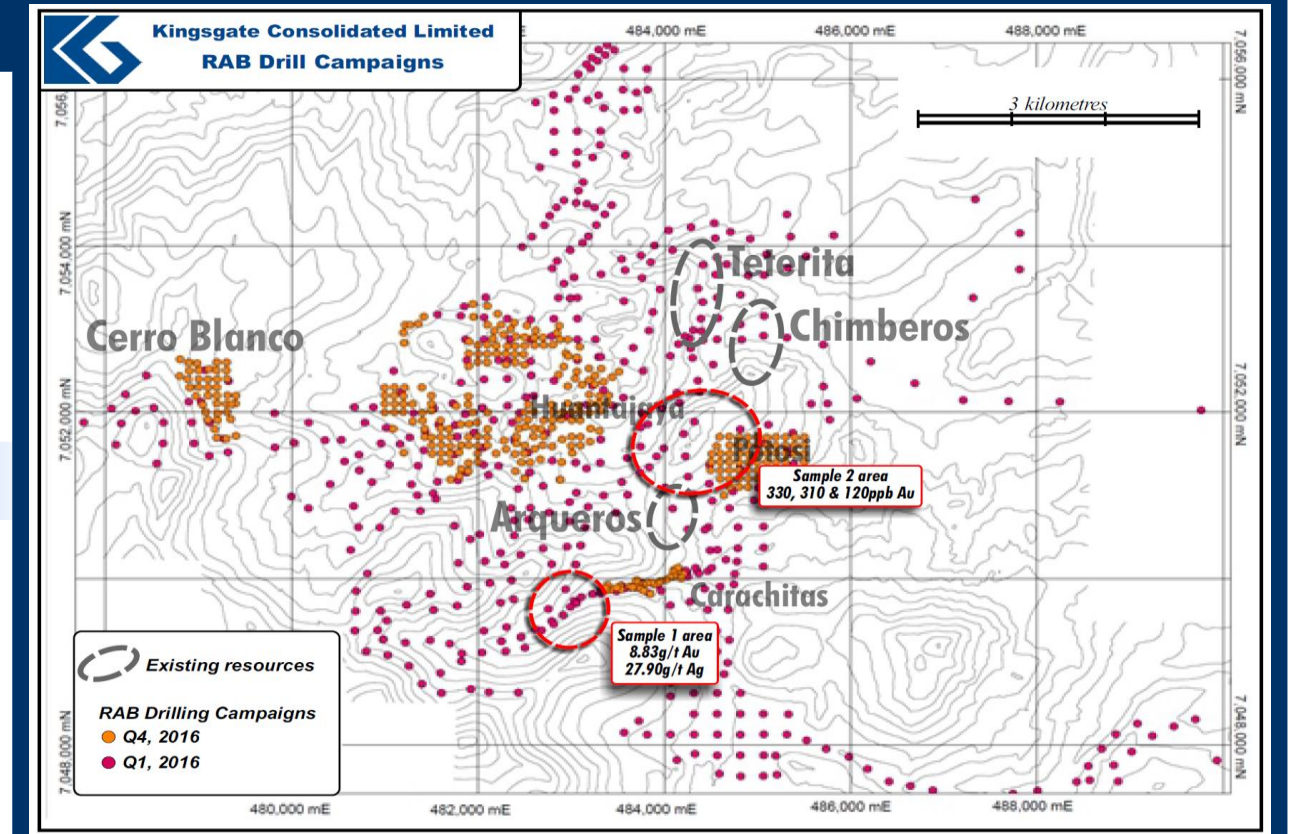 Kingsgate Consolidated Limited
RAB Drill Campaigns
484,000 mE
486,000 mE
488,000 mE
3 kilometres
7,056,000 mN
7,054,000 mN
7,052,000 mN
7,048,000 mN
7,056,000 mN
7,052,000 mN
7,048,000 mN
Teterita
Chimberos
Cerro Blanco
Huantajaya
Potosi
Sample 2 area
330, 310 & 120ppb Au
Arqueros
Carachitas
Sample 1 area
8.83g/t Au
27.90g/t Ag
Existing resources
RAB Drilling Campaigns
Q4, 2016
Q1, 2016
480,000 mE
482,000 mE
484,000 mE
486,000 mE
488,000 mE